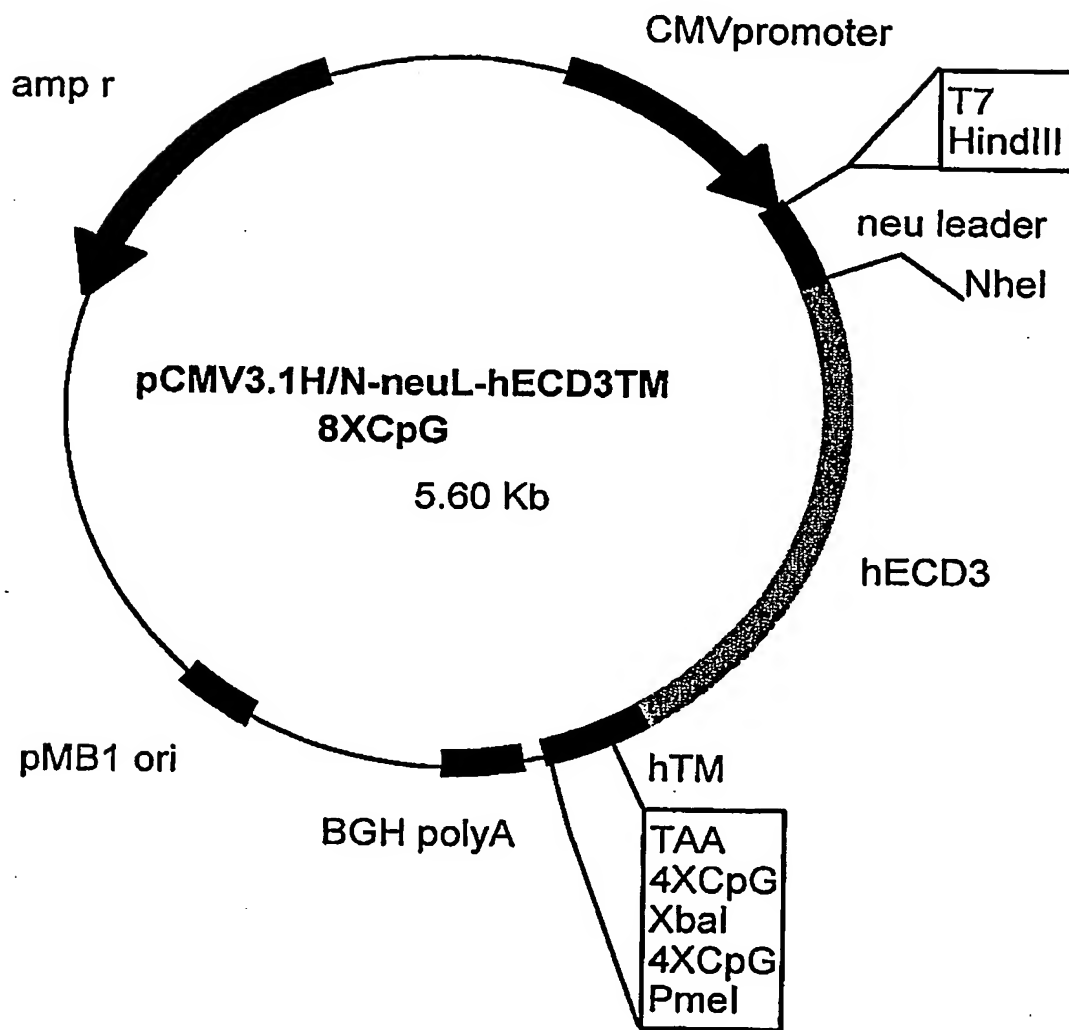 CMVpromoter
amp r
T7
HindIII
neu leader
NheI
pCMV3.1H/N-neuL-hECD3TM
8XCpG
5.60 Kb
hECD3
pMB1 ori
hTM
BGH polyA
TAA
4XCpG
XbaI
4XCpG
PmeI